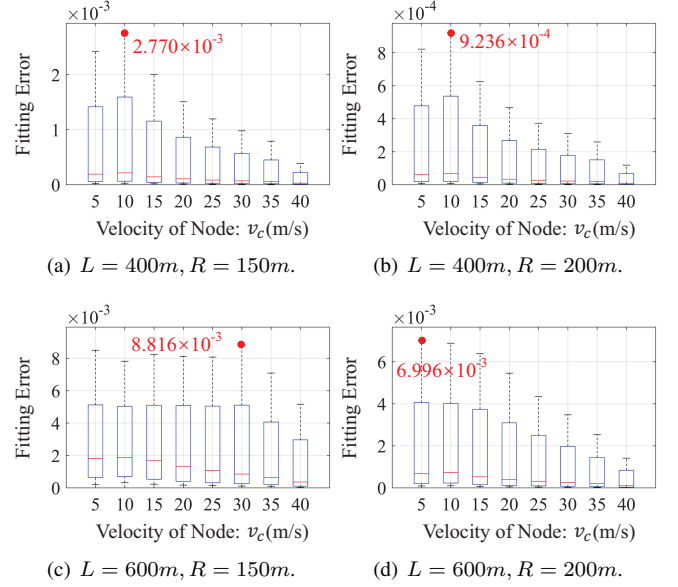 ×10⁻³
×10⁻⁴
2.770×10⁻³
9.236×10⁻⁴
Fitting Error
2
1
0
Fitting Error
8
6
4
2
0
5 10 15 20 25 30 35 40
5 10 15 20 25 30 35 40
Velocity of Node: v_c(m/s)
Velocity of Node: v_c(m/s)
(a) L = 400m, R = 150m.
(b) L = 400m, R = 200m.
×10⁻³
×10⁻³
8.816×10⁻³
6.996×10⁻³
Fitting Error
8
6
4
2
0
Fitting Error
6
4
2
0
5 10 15 20 25 30 35 40
5 10 15 20 25 30 35 40
Velocity of Node: v_c(m/s)
Velocity of Node: v_c(m/s)
(c) L = 600m, R = 150m.
(d) L = 600m, R = 200m.